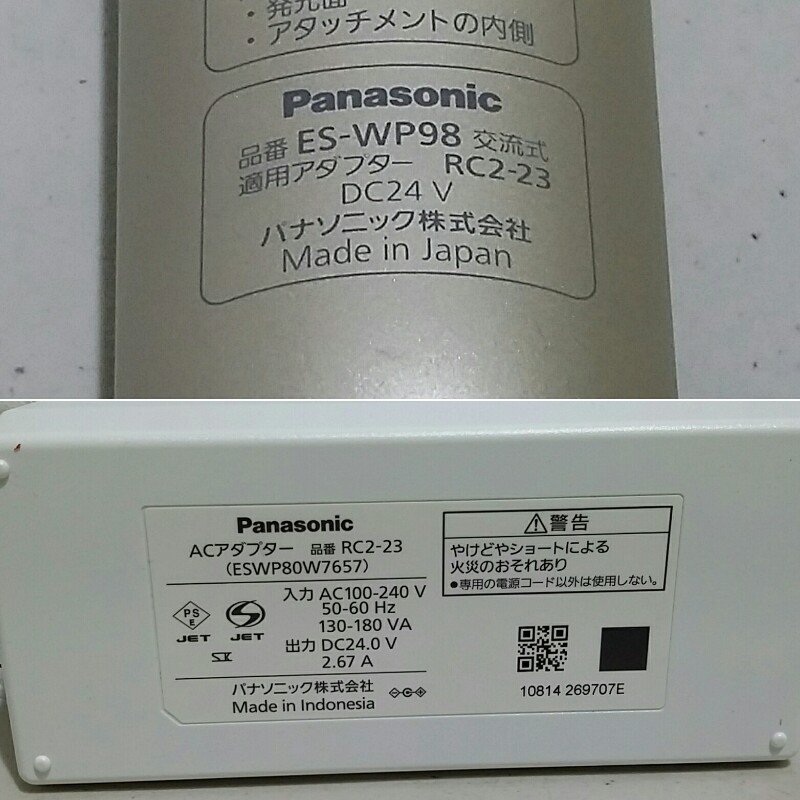 ・発光面
・アタッチメントの内側
Panasonic
品番 ES-WP98 交流式
適用アダプター RC2-23
DC24 V
パナソニック株式会社
Made in Japan
Panasonic
ACアダプター 品番 RC2-23
(ESWP80W7657)
PS
E
JET
JET
入力 AC100-240 V
50-60 Hz
130-180 VA
出力 DC24.0 V
2.67 A
パナソニック株式会社
Made in Indonesia
⚠警告
やけどやショートによる
火災のおそれあり
●専用の電源コード以外は使用しない。
10814 269707E